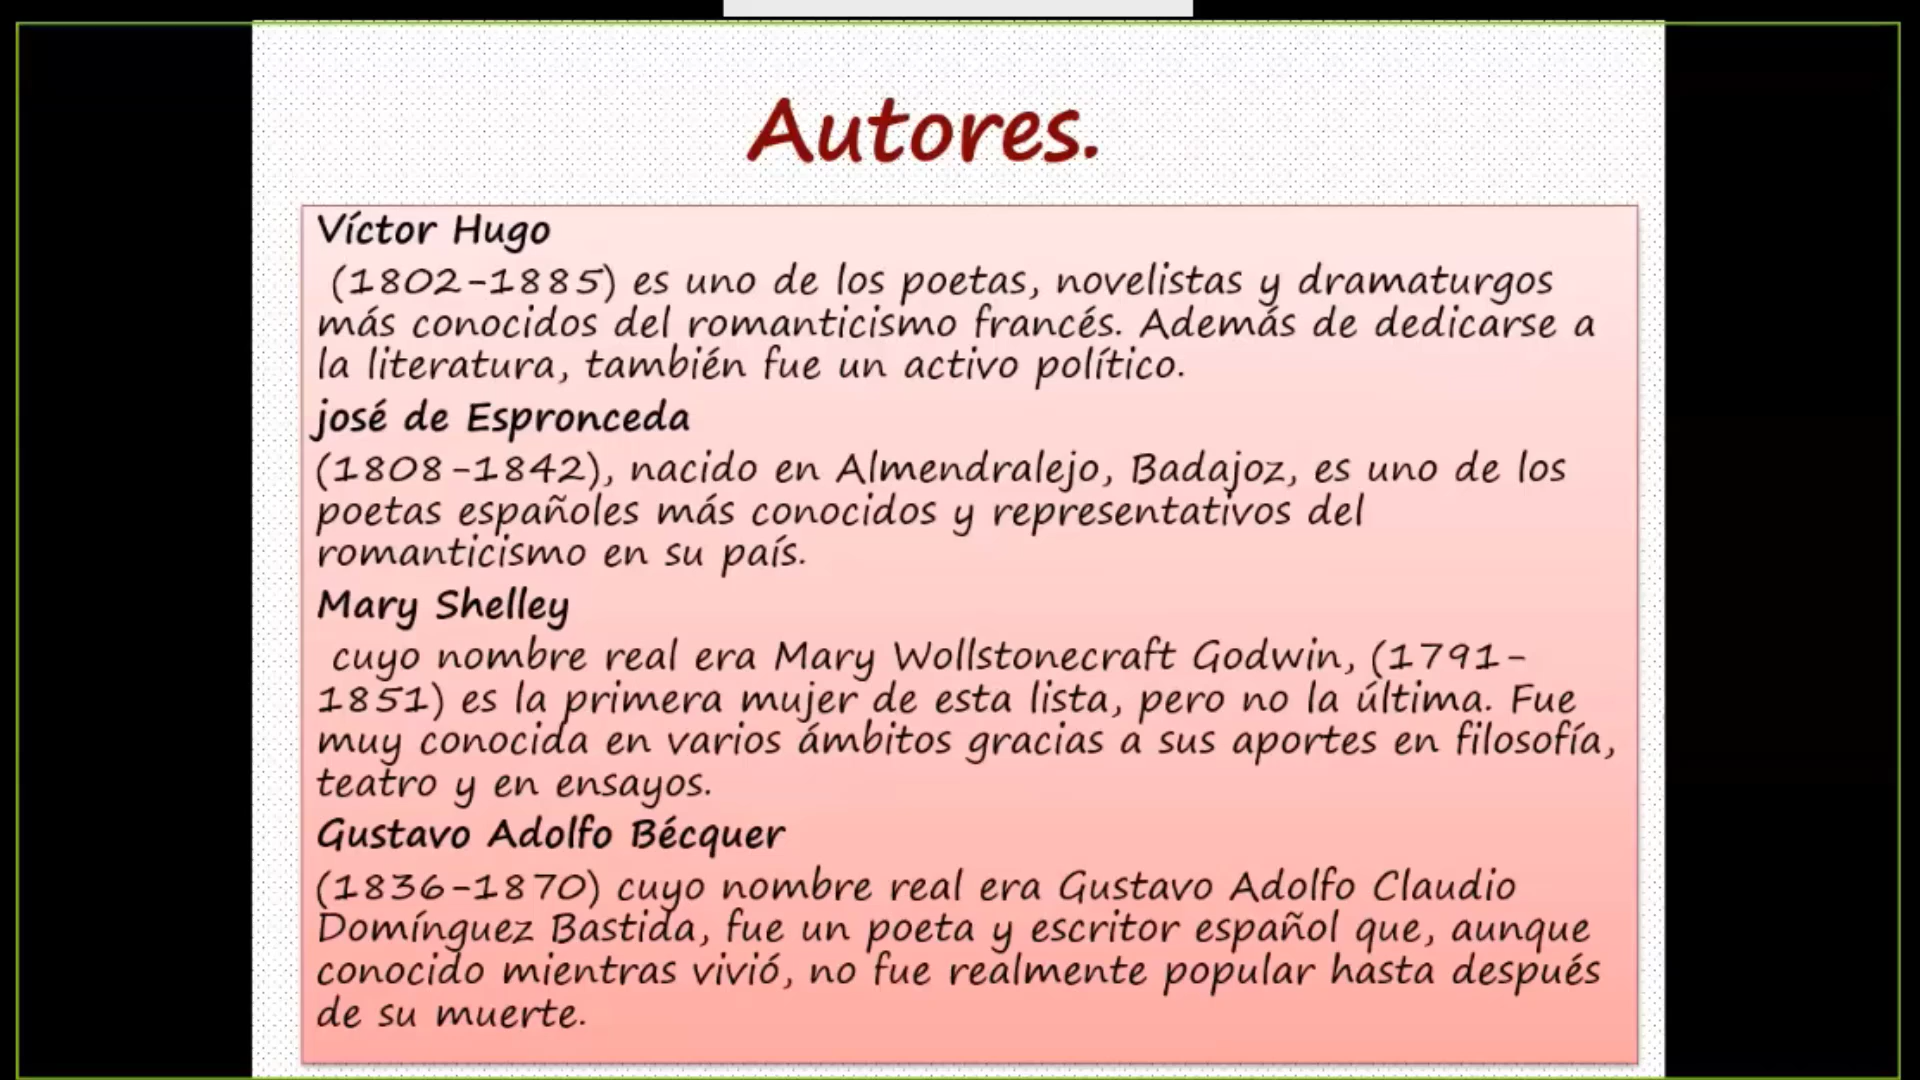 Autores.
Víctor Hugo
(1802-1885) es uno de los poetas, novelistas y dramaturgos
más conocidos del romanticismo francés. Además de dedicarse a
la literatura, también fue un activo político.
josé de Espronceda
(1808-1842), nacido en Almendralejo, Badajoz, es uno de los
poetas españoles más conocidos y representativos del
romanticismo en su país.
Mary Shelley
cuyo nombre real era Mary Wollstonecraft Godwin, (1791-
1851) es la primera mujer de esta lista, pero no la última. Fue
muy conocida en varios ámbitos gracias a sus aportes en filosofía,
teatro y en ensayos.
Gustavo Adolfo Bécquer
(1836-1870) cuyo nombre real era Gustavo Adolfo Claudio
Domínguez Bastida, fue un poeta y escritor español que, aunque
conocido mientras vivió, no fue realmente popular hasta después
de su muerte.